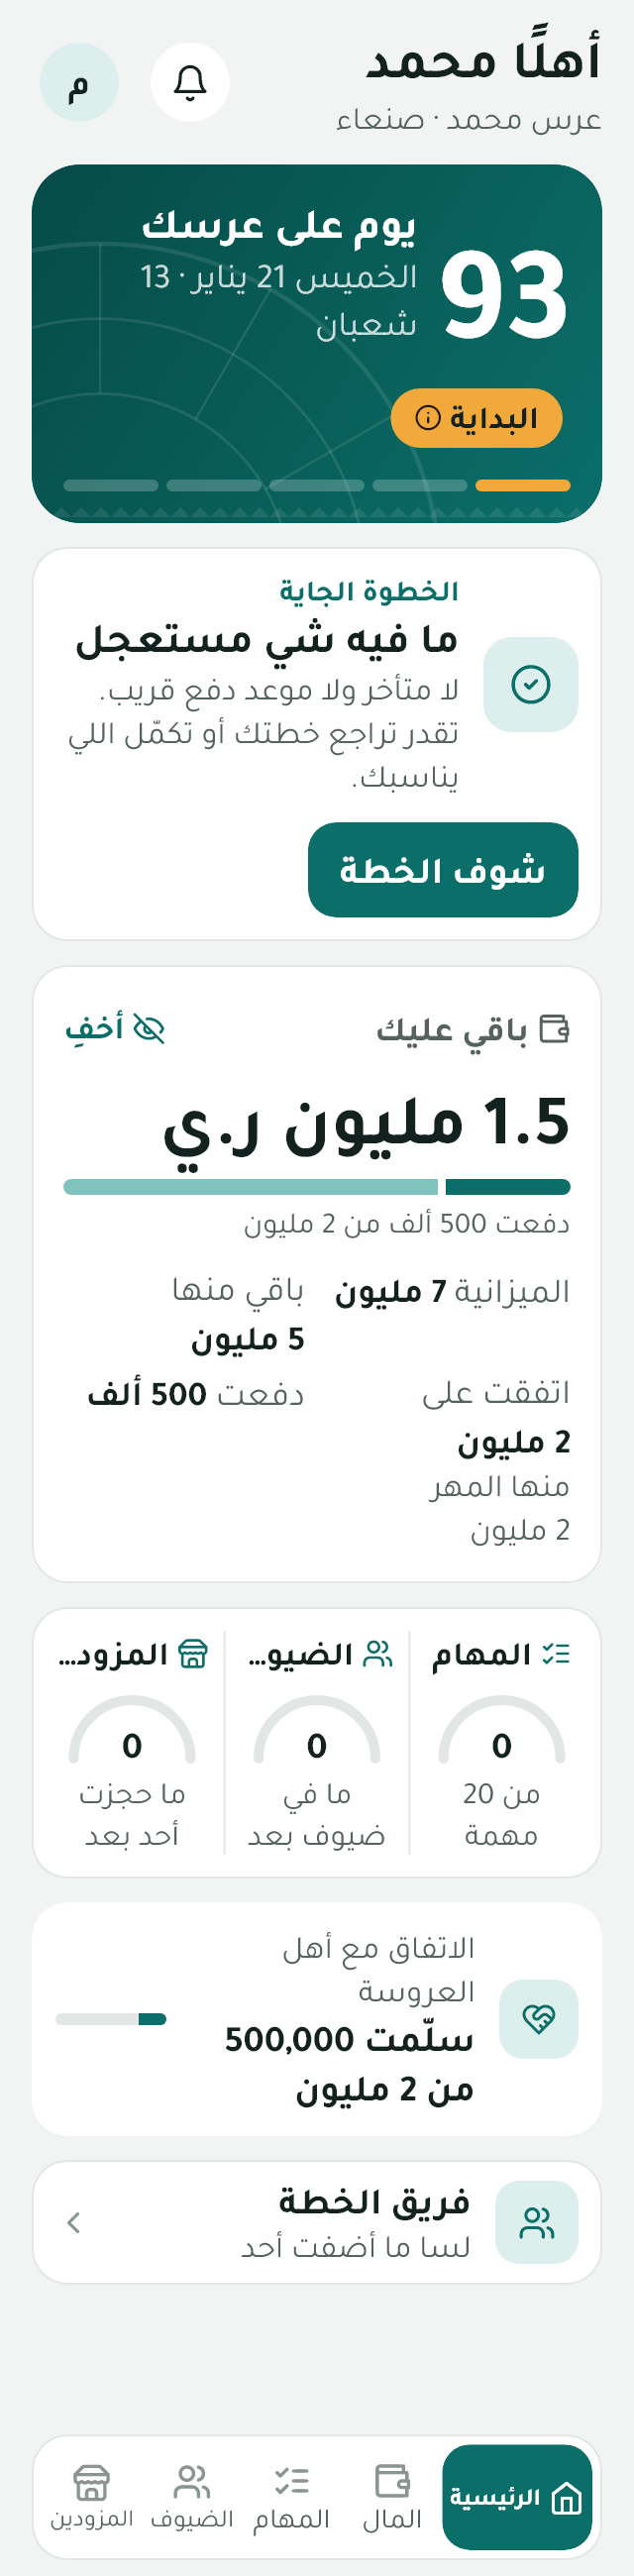 أهلًا محمد
م
عرس محمد · صنعاء
93
يوم على عرسك
الخميس 21 يناير · 13
شعبان
البداية
الخطوة الجاية
ما فيه شي مستعجل
لا متأخر ولا موعد دفع قريب.
تقدر تراجع خطتك أو تكمّل اللي
يناسبك.
شوف الخطة
باقي عليك
أخفِ
1.5 مليون ر.ي
دفعت 500 ألف من 2 مليون
الميزانية 7 مليون
باقي منها
5 مليون
اتفقت على
2 مليون
منها المهر
2 مليون
دفعت 500 ألف
المهام
0
من 20
مهمة
الضيو…
0
ما في
ضيوف بعد
المزود…
0
ما حجزت
أحد بعد
الاتفاق مع أهل
العروسة
سلّمت 500,000
من 2 مليون
فريق الخطة
لسا ما أضفت أحد
الرئيسية
المال
المهام
الضيوف
المزودين